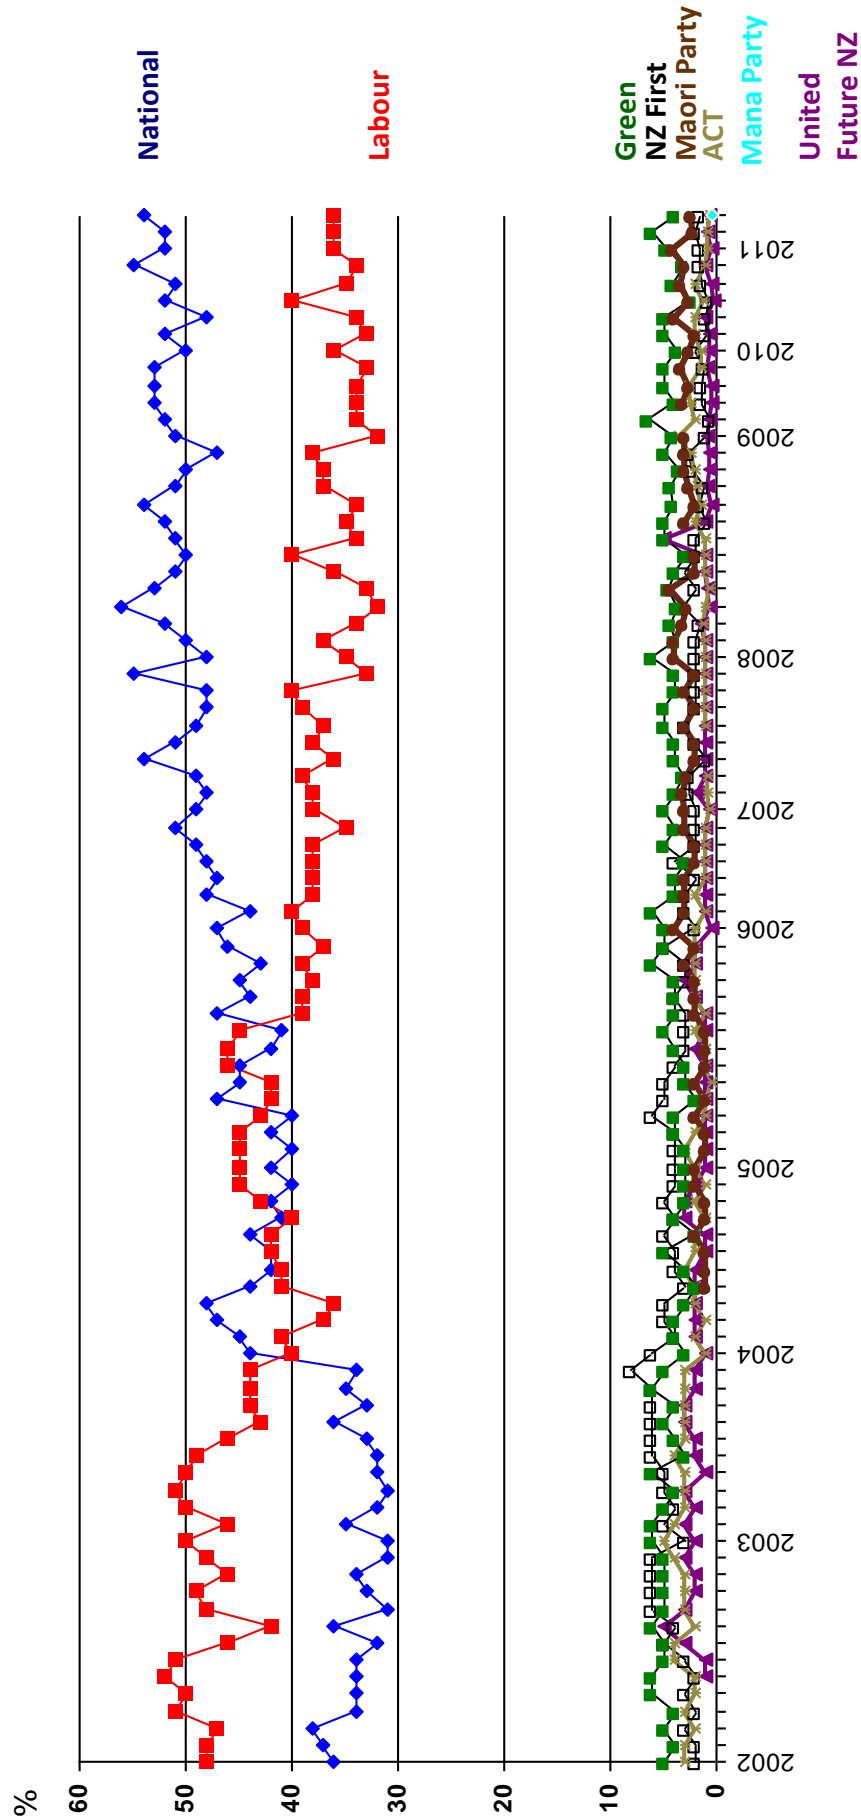 %
60
50
40
30
20
10
0
2002
2003
2004
2005
2006
2007
2008
2009
2010
2011
National
Labour
Green
NZ First
Maori Party
ACT
Mana Party
United
Future NZ